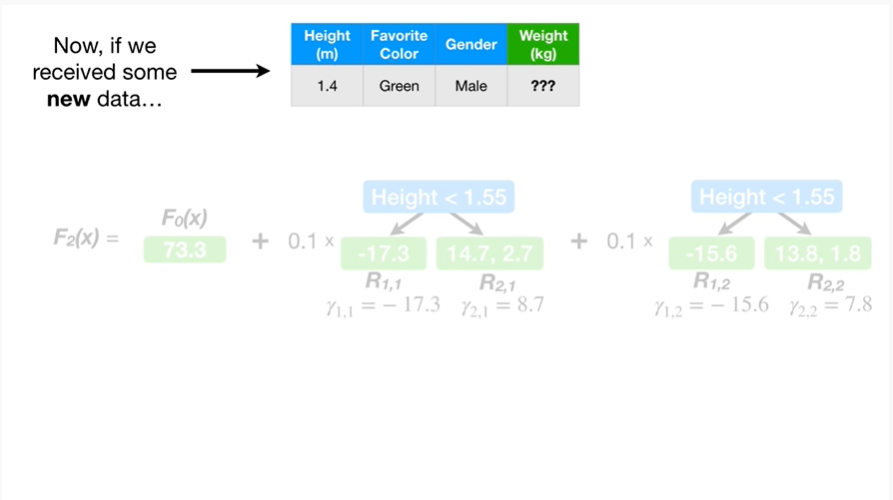 Now, if we
received some
new data…
Height
(m)
Favorite
Color
Gender
Weight
(kg)
1.4
Green
Male
???
F₂(x) =
F₀(x)
73.3
+ 0.1 ×
Height < 1.55
-17.3
14.7, 2.7
R₁,₁
R₂,₁
γ₁,₁ = − 17.3
γ₂,₁ = 8.7
+ 0.1 ×
Height < 1.55
-15.6
13.8, 1.8
R₁,₂
R₂,₂
γ₁,₂ = − 15.6
γ₂,₂ = 7.8